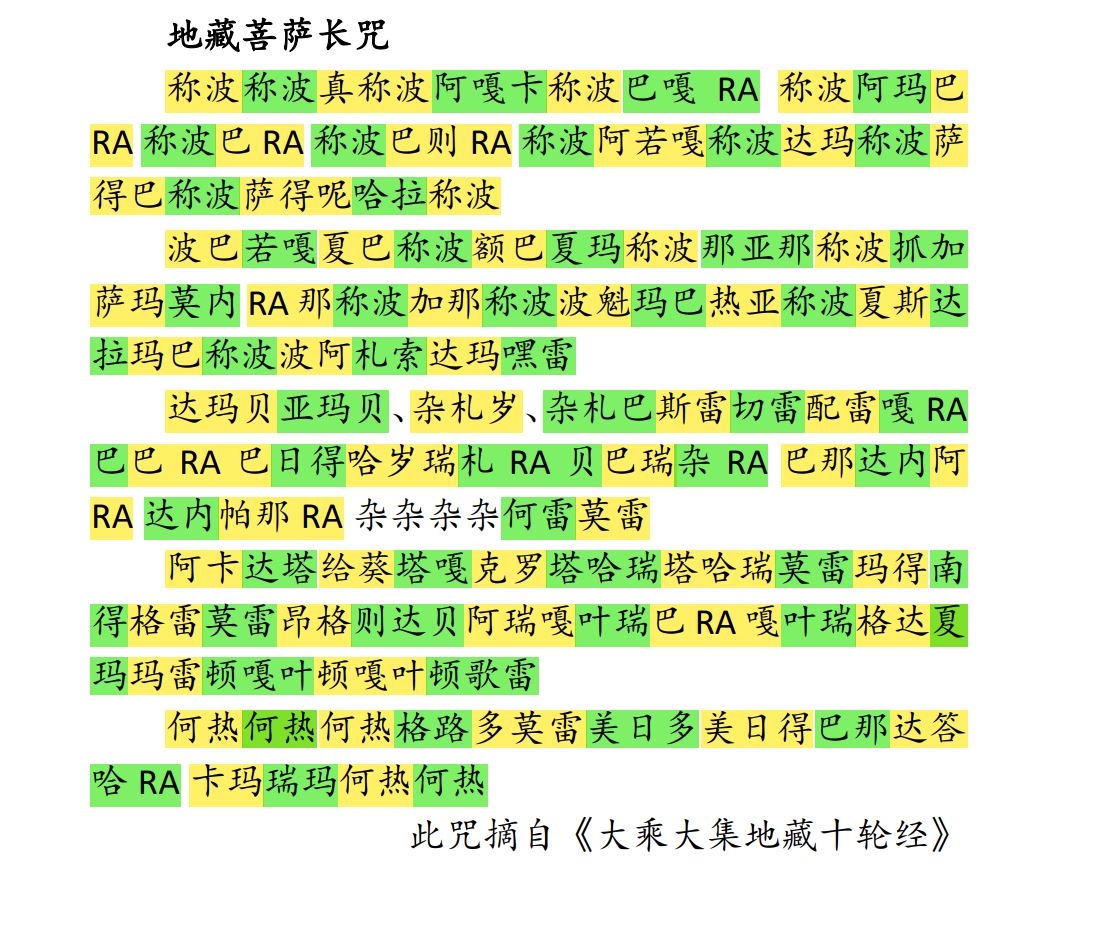 地藏菩萨长咒
称波称波真称波阿嘎卡称波巴嘎 RA 称波阿玛巴
RA 称波巴 RA 称波巴则 RA 称波阿若嘎称波达玛称波萨
得巴称波萨得呢哈拉称波
波巴若嘎夏巴称波额巴夏玛称波那亚那称波抓加
萨玛莫内 RA 那称波加那称波波魁玛巴热亚称波夏斯达
拉玛巴称波波阿札索达玛嘿雷
达玛贝亚玛贝、杂札岁、杂札巴斯雷切雷配雷嘎 RA
巴巴 RA 巴日得哈岁瑞札 RA 贝巴瑞杂 RA 巴那达内阿
RA 达内帕那 RA 杂杂杂杂何雷莫雷
阿卡达塔给葵塔嘎克罗塔哈瑞塔哈瑞莫雷玛得南
得格雷莫雷昂格则达贝阿瑞嘎叶瑞巴 RA 嘎叶瑞格达夏
玛玛雷顿嘎叶顿嘎叶顿歌雷
何热何热何热格路多莫雷美日多美日得巴那达答
哈 RA 卡玛瑞玛何热何热
此咒摘自《大乘大集地藏十轮经》